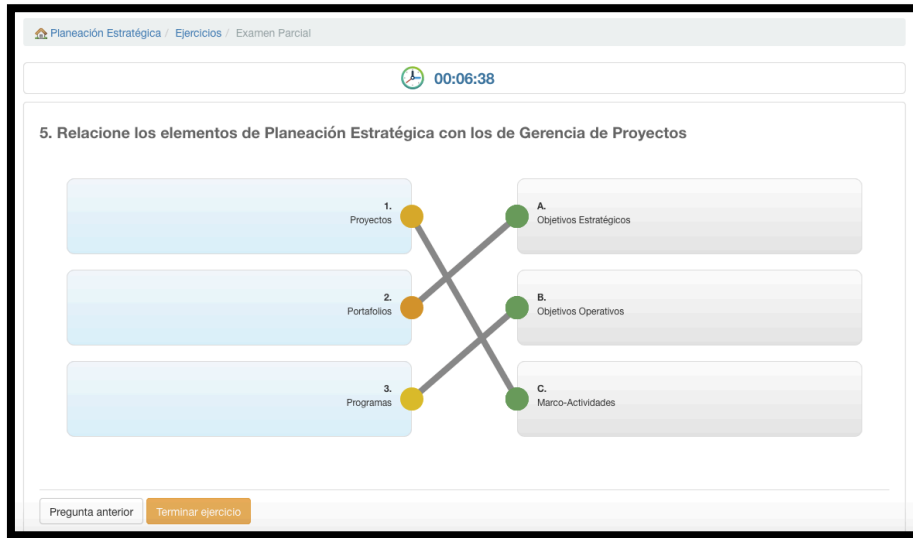 Planeación Estratégica / Ejercicios / Examen Parcial
00:06:38
5. Relacione los elementos de Planeación Estratégica con los de Gerencia de Proyectos
1.
Proyectos
A.
Objetivos Estratégicos
2.
Portafolios
B.
Objetivos Operativos
3.
Programas
C.
Marco-Actividades
Pregunta anterior
Terminar ejercicio